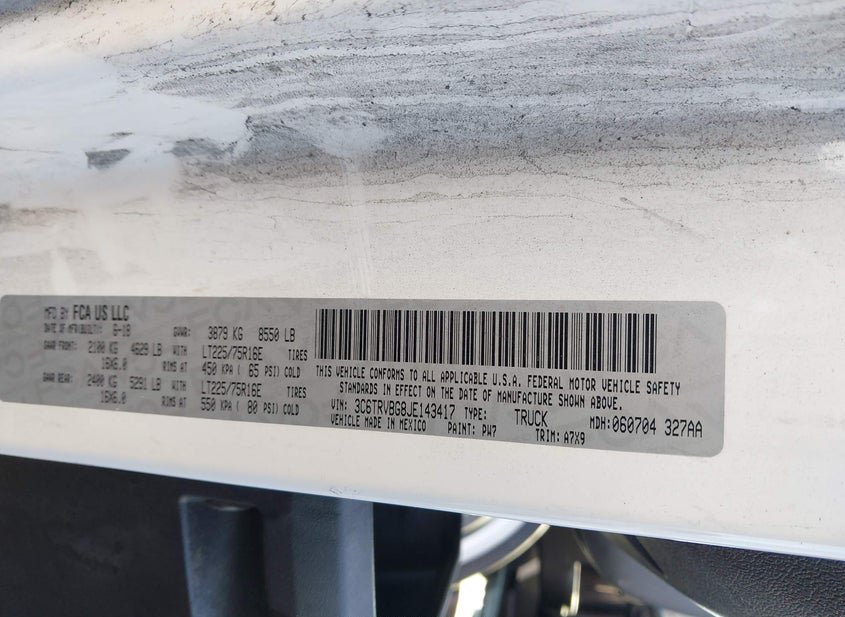 MFD BY FCA US LLC
DATE OF MFR(BUILT): 6-18 GVWR: 3879 KG 8550 LB
GAWR FRONT: 2100 KG 4629 LB WITH LT225/75R16E TIRES
16X6.0 RIMS AT 450 KPA ( 65 PSI) COLD
GAWR REAR: 2400 KG 5291 LB WITH LT225/75R16E TIRES
16X6.0 RIMS AT 550 KPA ( 80 PSI) COLD
THIS VEHICLE CONFORMS TO ALL APPLICABLE U.S.A. FEDERAL MOTOR VEHICLE SAFETY
STANDARDS IN EFFECT ON THE DATE OF MANUFACTURE SHOWN ABOVE.
VIN: 3C6TRVBG8JE143417 TYPE: TRUCK MDH:060704 327AA
VEHICLE MADE IN MEXICO PAINT: PW7 TRIM: A7X9